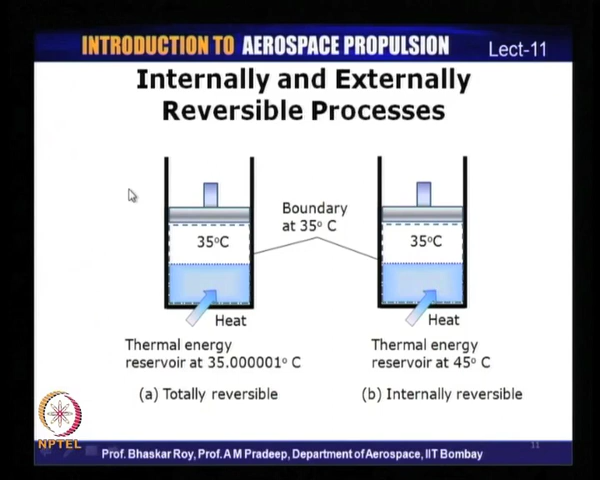 INTRODUCTION TO AEROSPACE PROPULSION
Lect-11
Internally and Externally
Reversible Processes
Boundary
at 35°C
35°C
35°C
Heat
Heat
Thermal energy
reservoir at 35.000001° C
Thermal energy
reservoir at 45° C
(a) Totally reversible
(b) Internally reversible
NPTEL
11
Prof. Bhaskar Roy, Prof. A M Pradeep, Department of Aerospace, IIT Bombay